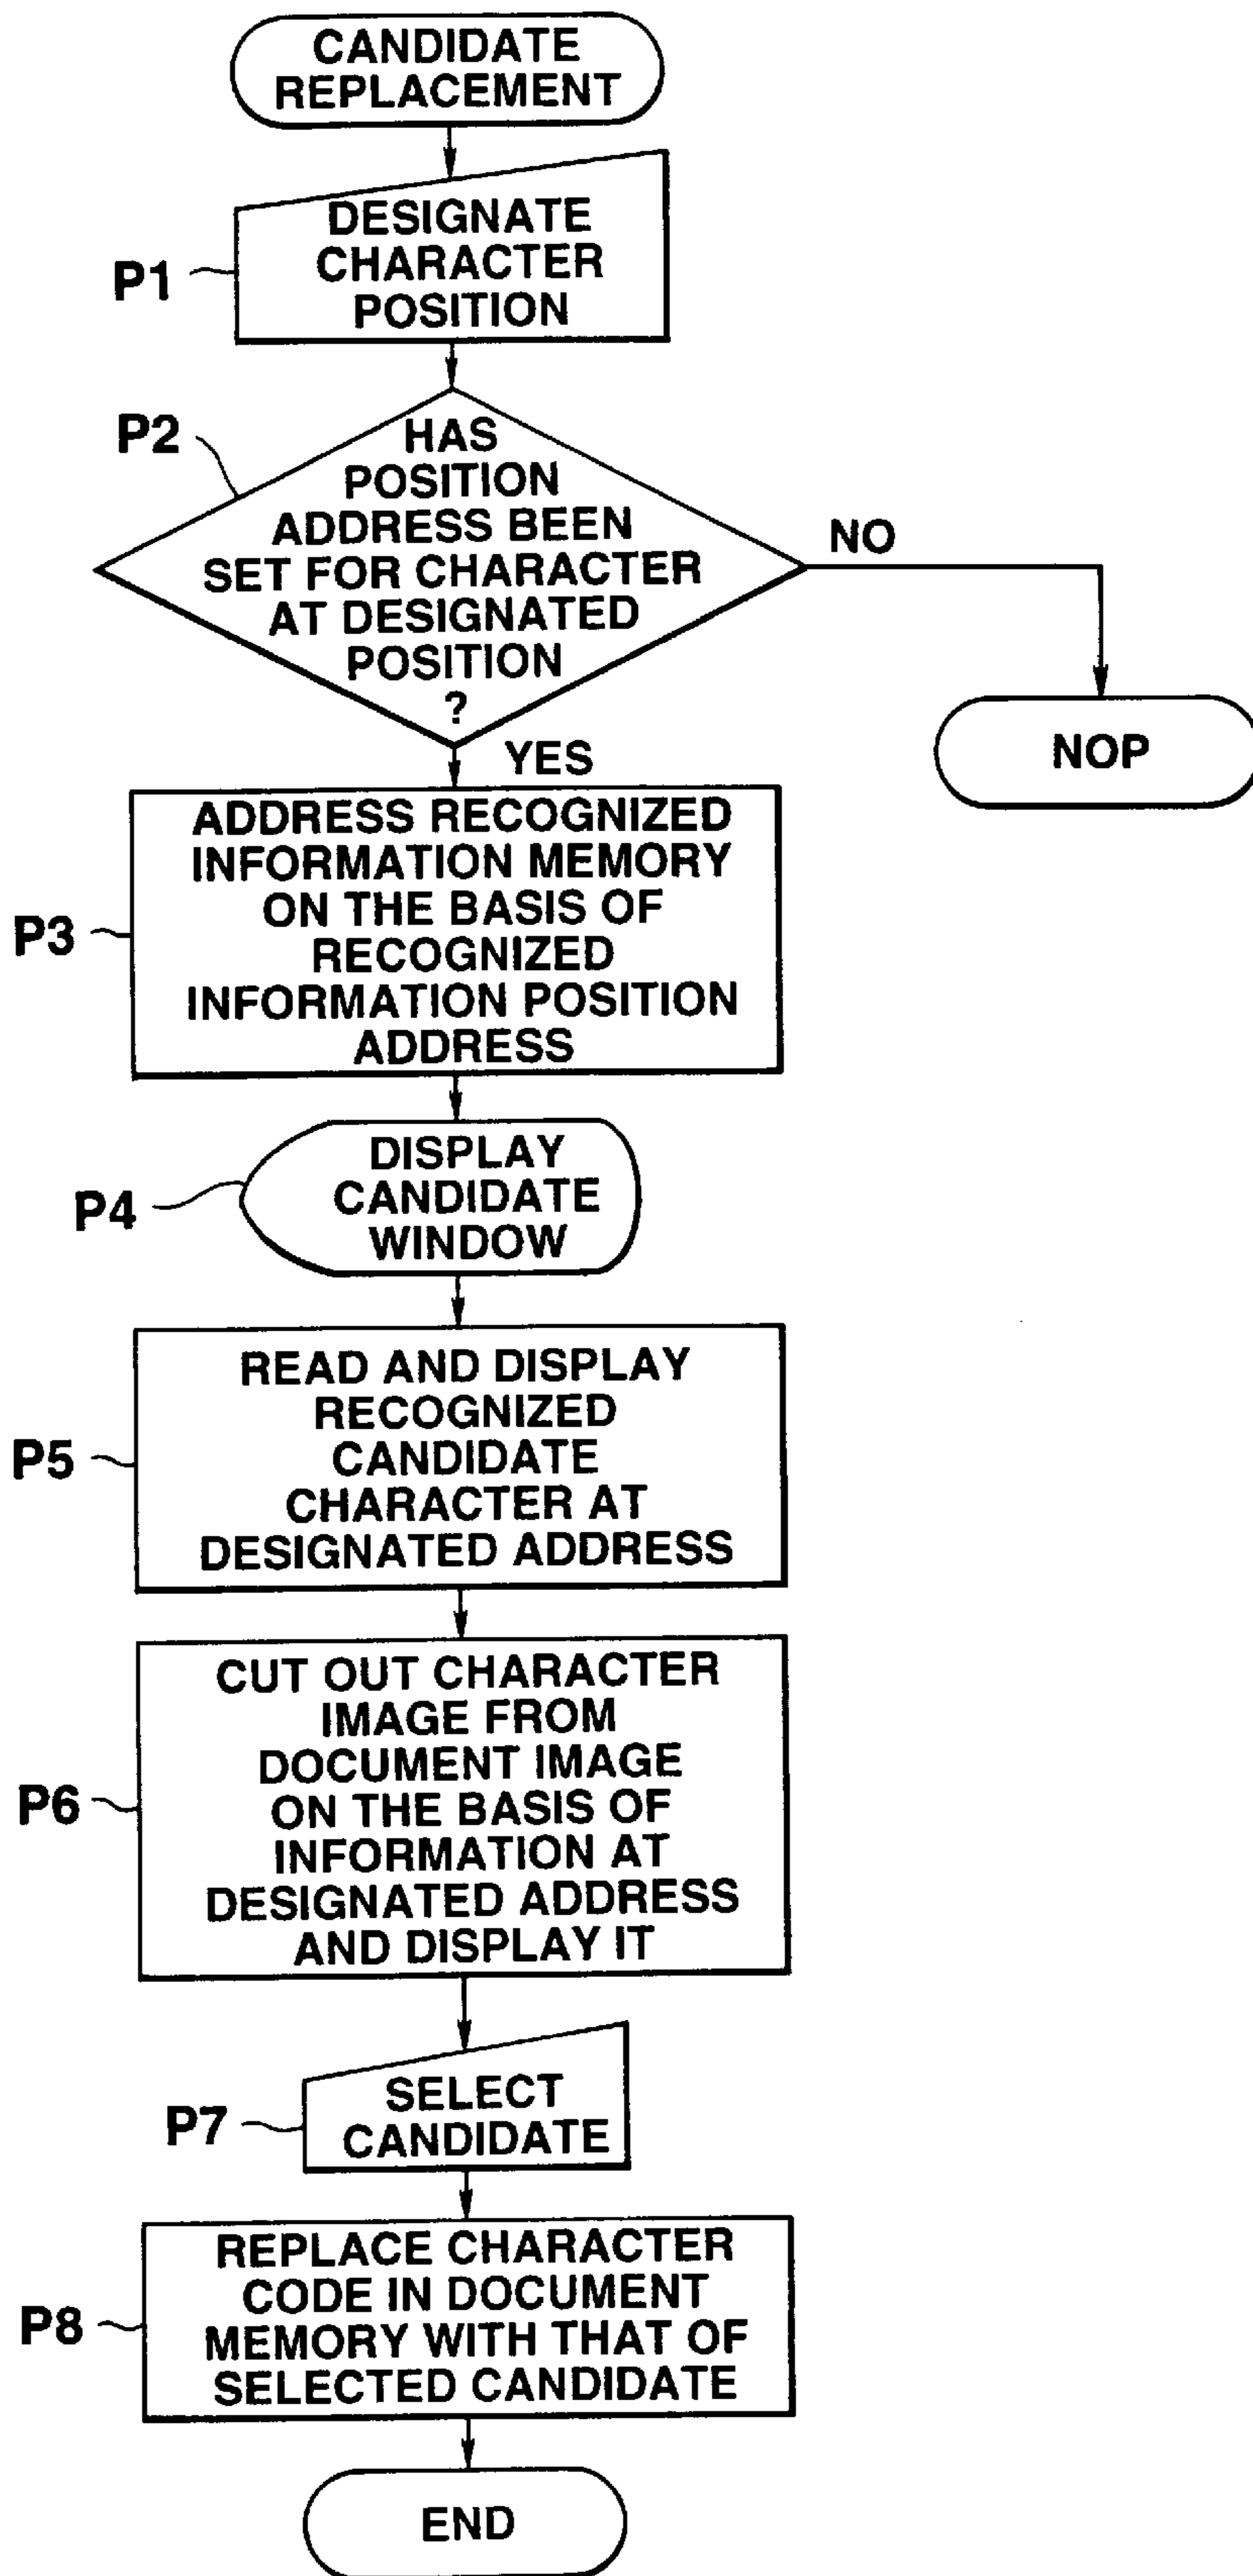 CANDIDATE
REPLACEMENT
DESIGNATE
CHARACTER
POSITION
P1
P2
HAS
POSITION
ADDRESS BEEN
SET FOR CHARACTER
AT DESIGNATED
POSITION
?
NO
NOP
YES
P3
ADDRESS RECOGNIZED
INFORMATION MEMORY
ON THE BASIS OF
RECOGNIZED
INFORMATION POSITION
ADDRESS
P4
DISPLAY
CANDIDATE
WINDOW
P5
READ AND DISPLAY
RECOGNIZED
CANDIDATE
CHARACTER AT
DESIGNATED ADDRESS
P6
CUT OUT CHARACTER
IMAGE FROM
DOCUMENT IMAGE
ON THE BASIS OF
INFORMATION AT
DESIGNATED ADDRESS
AND DISPLAY IT
P7
SELECT
CANDIDATE
P8
REPLACE CHARACTER
CODE IN DOCUMENT
MEMORY WITH THAT OF
SELECTED CANDIDATE
END